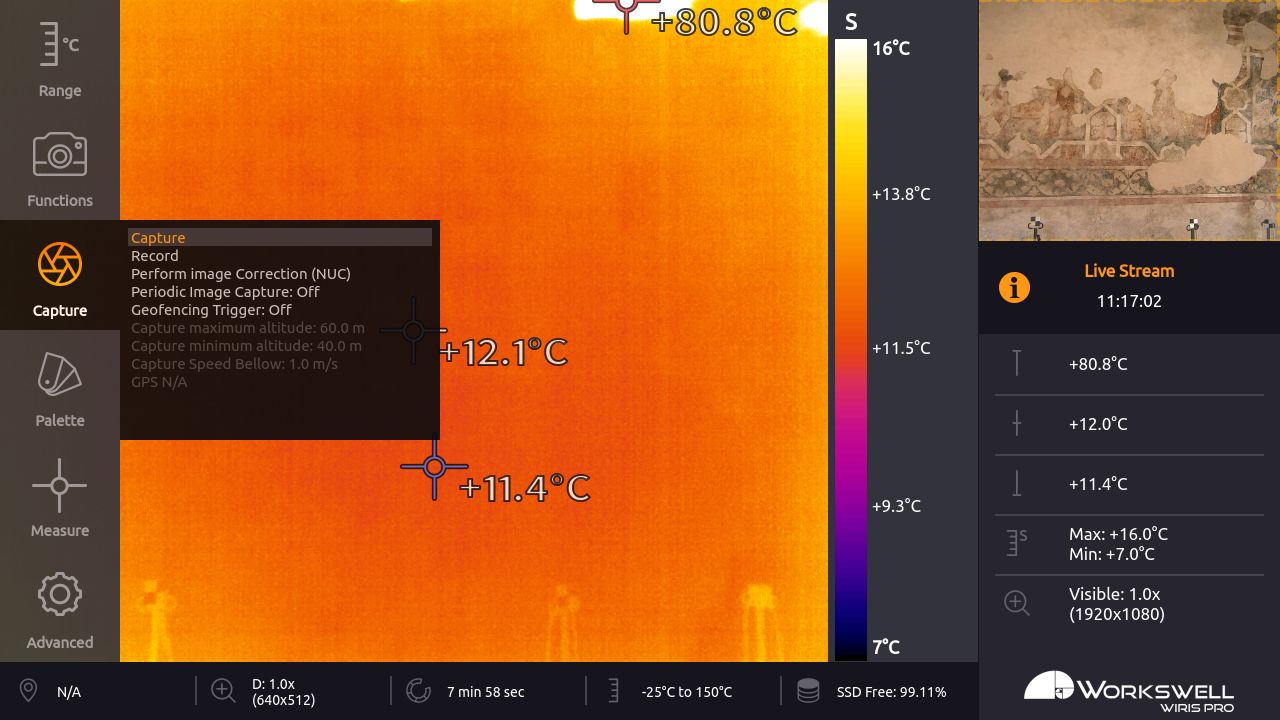 °C
Range
Functions
Capture
Palette
Measure
Advanced
Capture
Record
Perform image Correction (NUC)
Periodic Image Capture: Off
Geofencing Trigger: Off
Capture maximum altitude: 60.0 m
Capture minimum altitude: 40.0 m
Capture Speed Bellow: 1.0 m/s
GPS N/A
+80.8°C
+12.1°C
+11.4°C
S
16°C
+13.8°C
+11.5°C
+9.3°C
7°C
i
Live Stream
11:17:02
+80.8°C
+12.0°C
+11.4°C
S
Max: +16.0°C
Min: +7.0°C
Visible: 1.0x
(1920x1080)
N/A
D: 1.0x
(640x512)
7 min 58 sec
-25°C to 150°C
SSD Free: 99.11%
WORKSWELL
WIRIS PRO